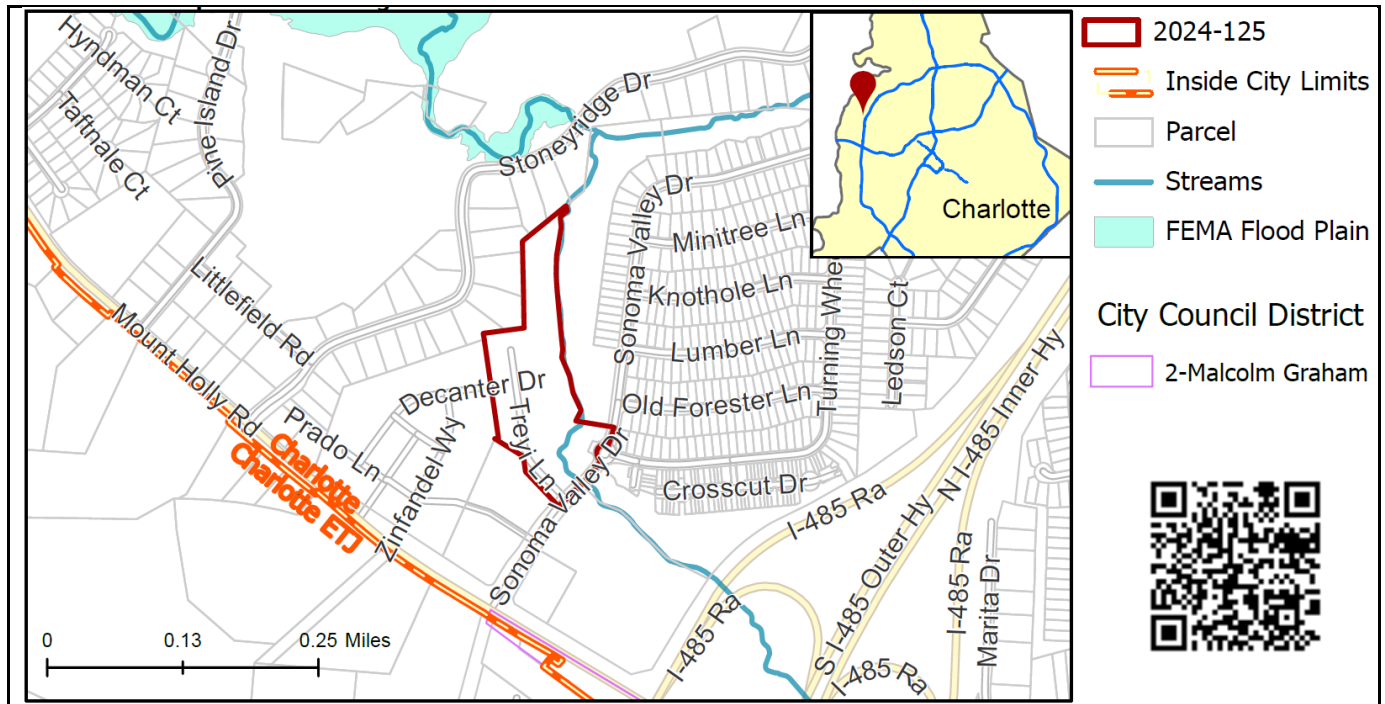 Hyndman Ct
Taftnale Ct
Pine Island Dr
Stoneyridge Dr
Sonoma Valley Dr
Minitree Ln
Knothole Ln
Lumber Ln
Old Forester Ln
Turning Whee
Ledson Ct
Littlefield Rd
Mount Holly Rd
Decanter Dr
Treyi Ln
Prado Ln
Zinfandel Wy
Charlotte
Charlotte ETJ
Sonoma Valley Dr
Crosscut Dr
I-485 Ra
I-485 Ra
S I-485 Outer Hy
N I-485 Inner Hy
I-485 Ra
I-485 Ra
Marita Dr
0 0.13 0.25 Miles
Charlotte
2024-125
Inside City Limits
Parcel
Streams
FEMA Flood Plain
City Council District
2-Malcolm Graham